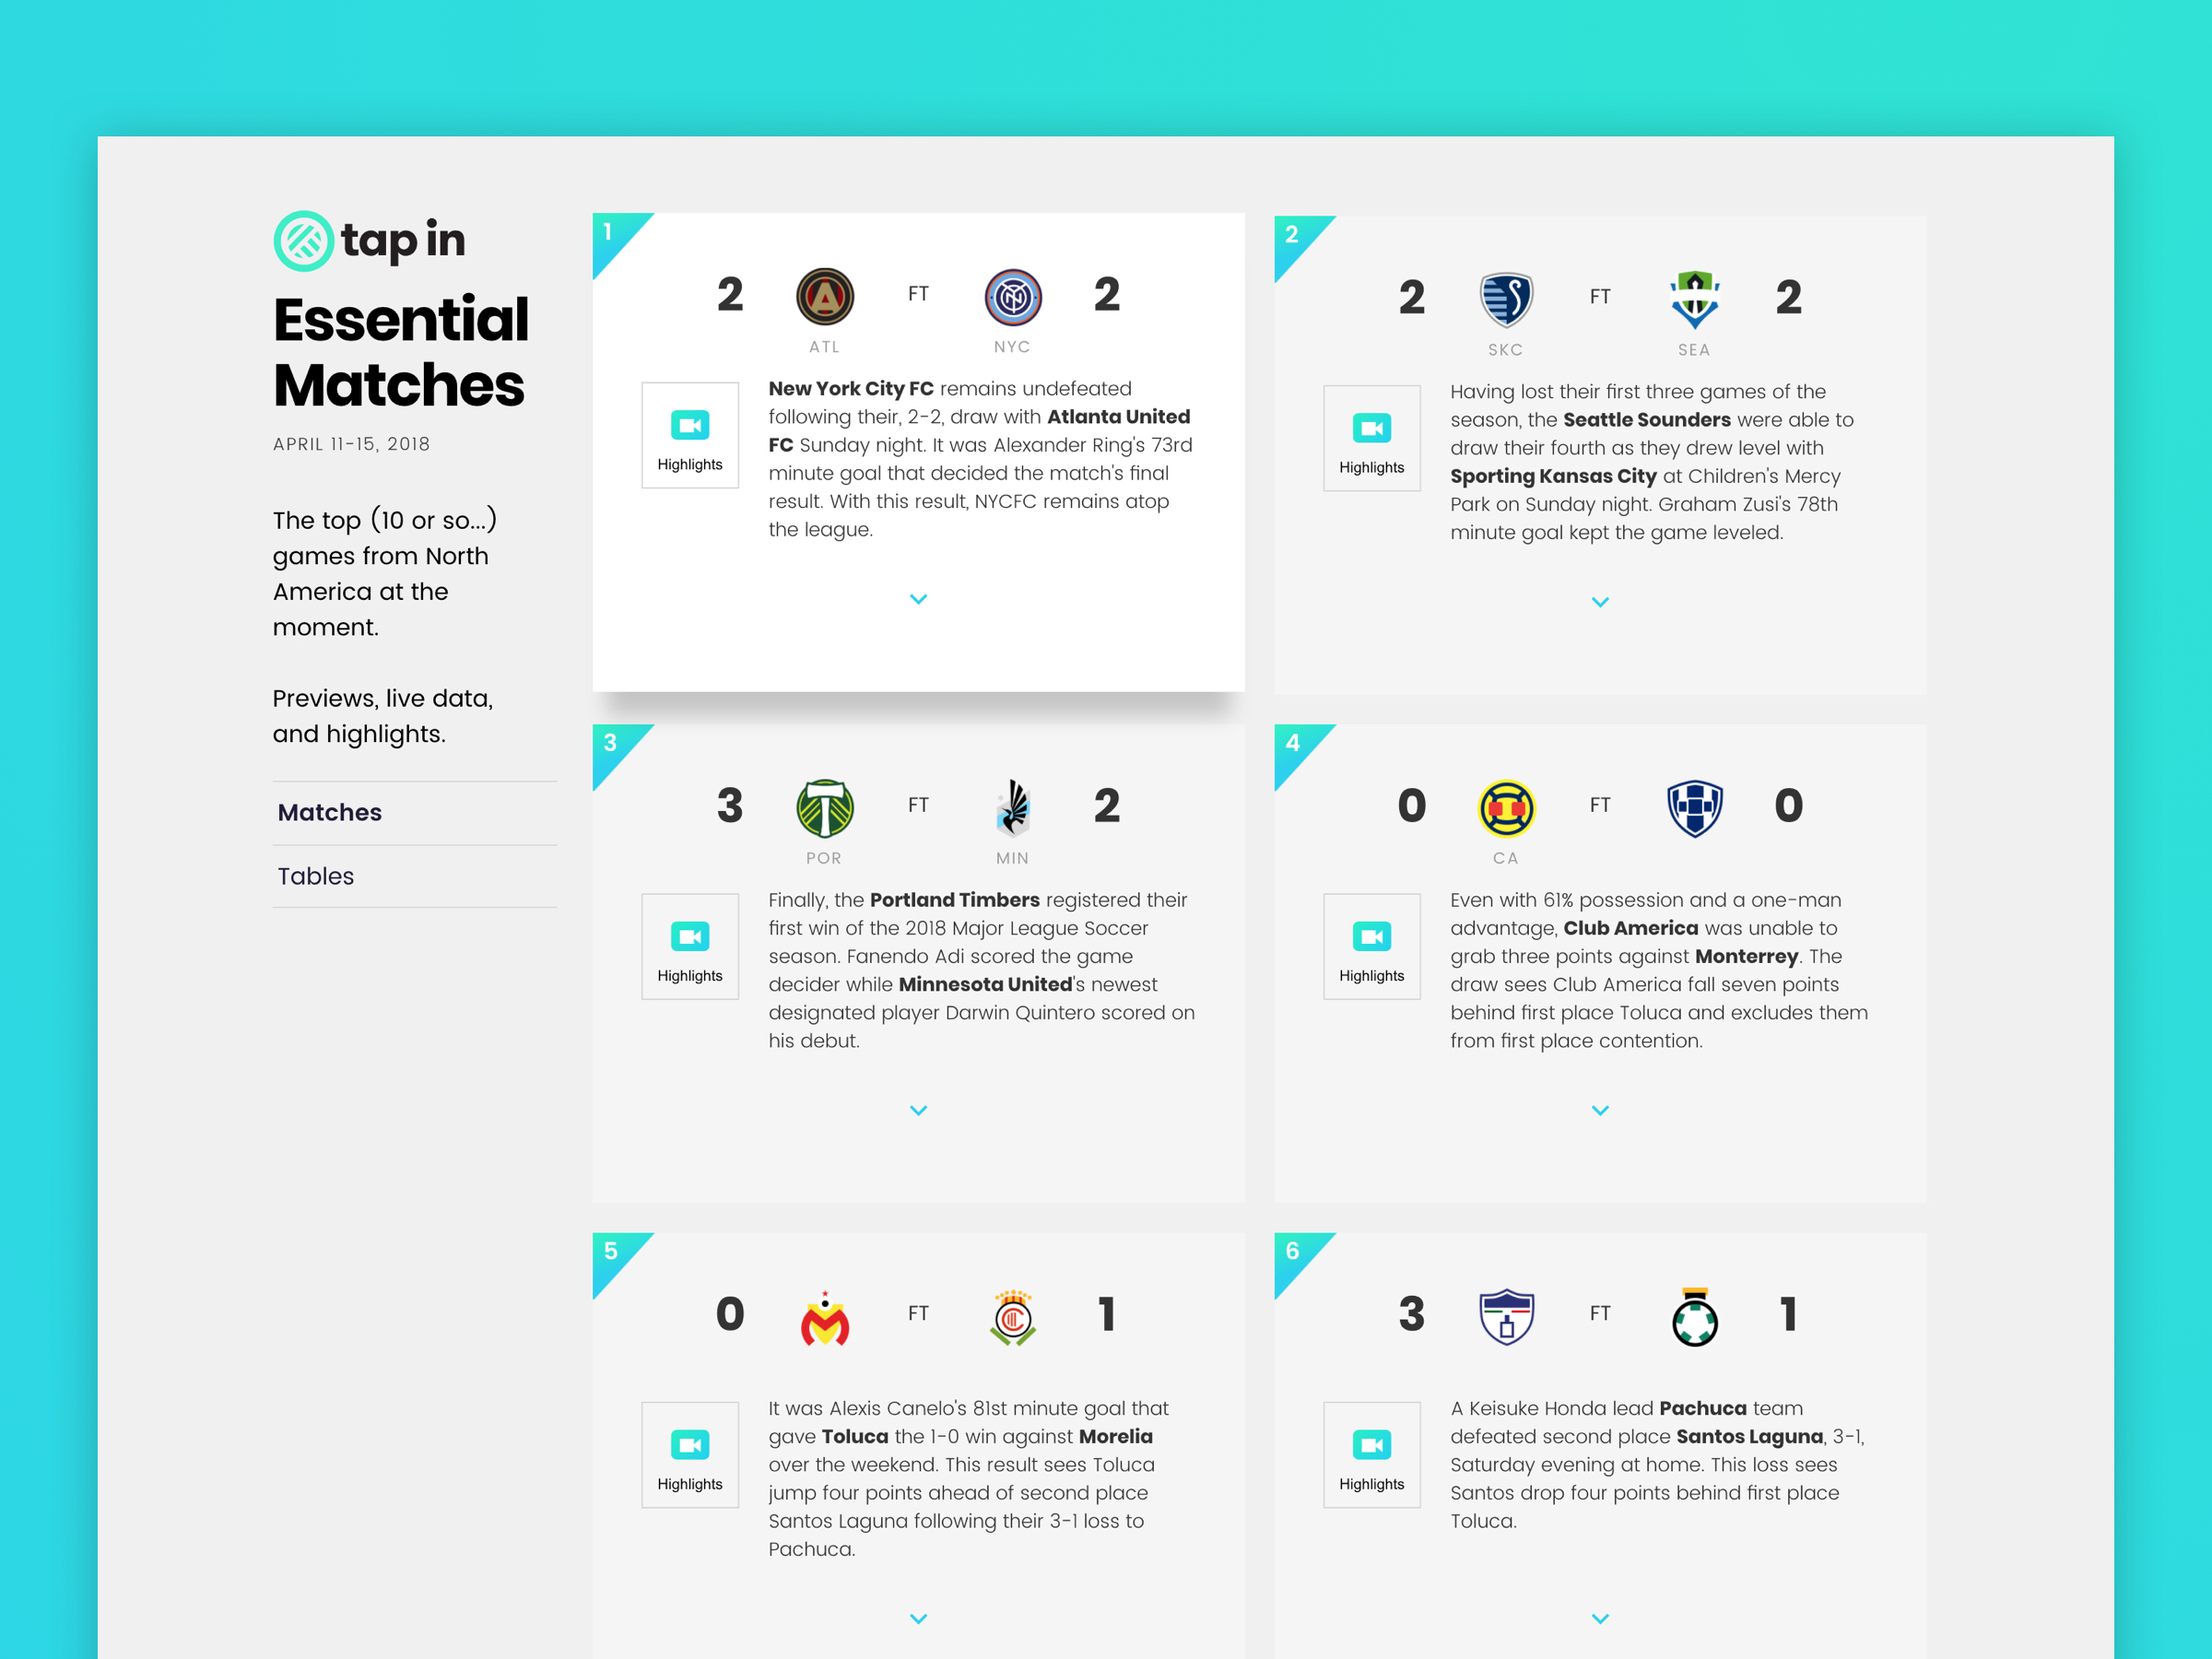 tap in
Essential
Matches
APRIL 11-15, 2018
The top (10 or so...)
games from North
America at the
moment.
Previews, live data,
and highlights.
Matches
Tables
1
2 FT 2
ATL NYC
Highlights
New York City FC remains undefeated
following their, 2-2, draw with Atlanta United
FC Sunday night. It was Alexander Ring's 73rd
minute goal that decided the match's final
result. With this result, NYCFC remains atop
the league.
2
2 FT 2
SKC SEA
Highlights
Having lost their first three games of the
season, the Seattle Sounders were able to
draw their fourth as they drew level with
Sporting Kansas City at Children's Mercy
Park on Sunday night. Graham Zusi's 78th
minute goal kept the game leveled.
3
3 FT 2
POR MIN
Highlights
Finally, the Portland Timbers registered their
first win of the 2018 Major League Soccer
season. Fanendo Adi scored the game
decider while Minnesota United's newest
designated player Darwin Quintero scored on
his debut.
4
0 FT 0
CA
Highlights
Even with 61% possession and a one-man
advantage, Club America was unable to
grab three points against Monterrey. The
draw sees Club America fall seven points
behind first place Toluca and excludes them
from first place contention.
5
0 FT 1
Highlights
It was Alexis Canelo's 81st minute goal that
gave Toluca the 1-0 win against Morelia
over the weekend. This result sees Toluca
jump four points ahead of second place
Santos Laguna following their 3-1 loss to
Pachuca.
6
3 FT 1
Highlights
A Keisuke Honda lead Pachuca team
defeated second place Santos Laguna, 3-1,
Saturday evening at home. This loss sees
Santos drop four points behind first place
Toluca.